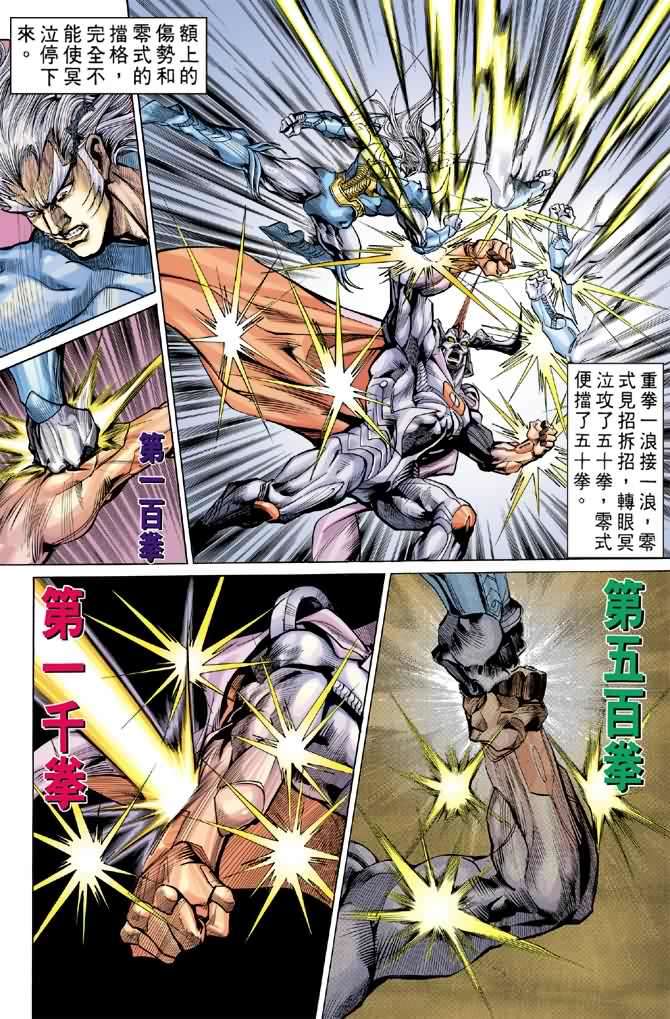 額上的
傷勢和
零式的
擋格，
完全不
能使冥
泣停下
來。
重拳一浪接一浪，零
式見招拆招，轉眼冥
泣攻了五十拳，零式
便擋了五十拳。
第一百拳
第五百拳
第一千拳